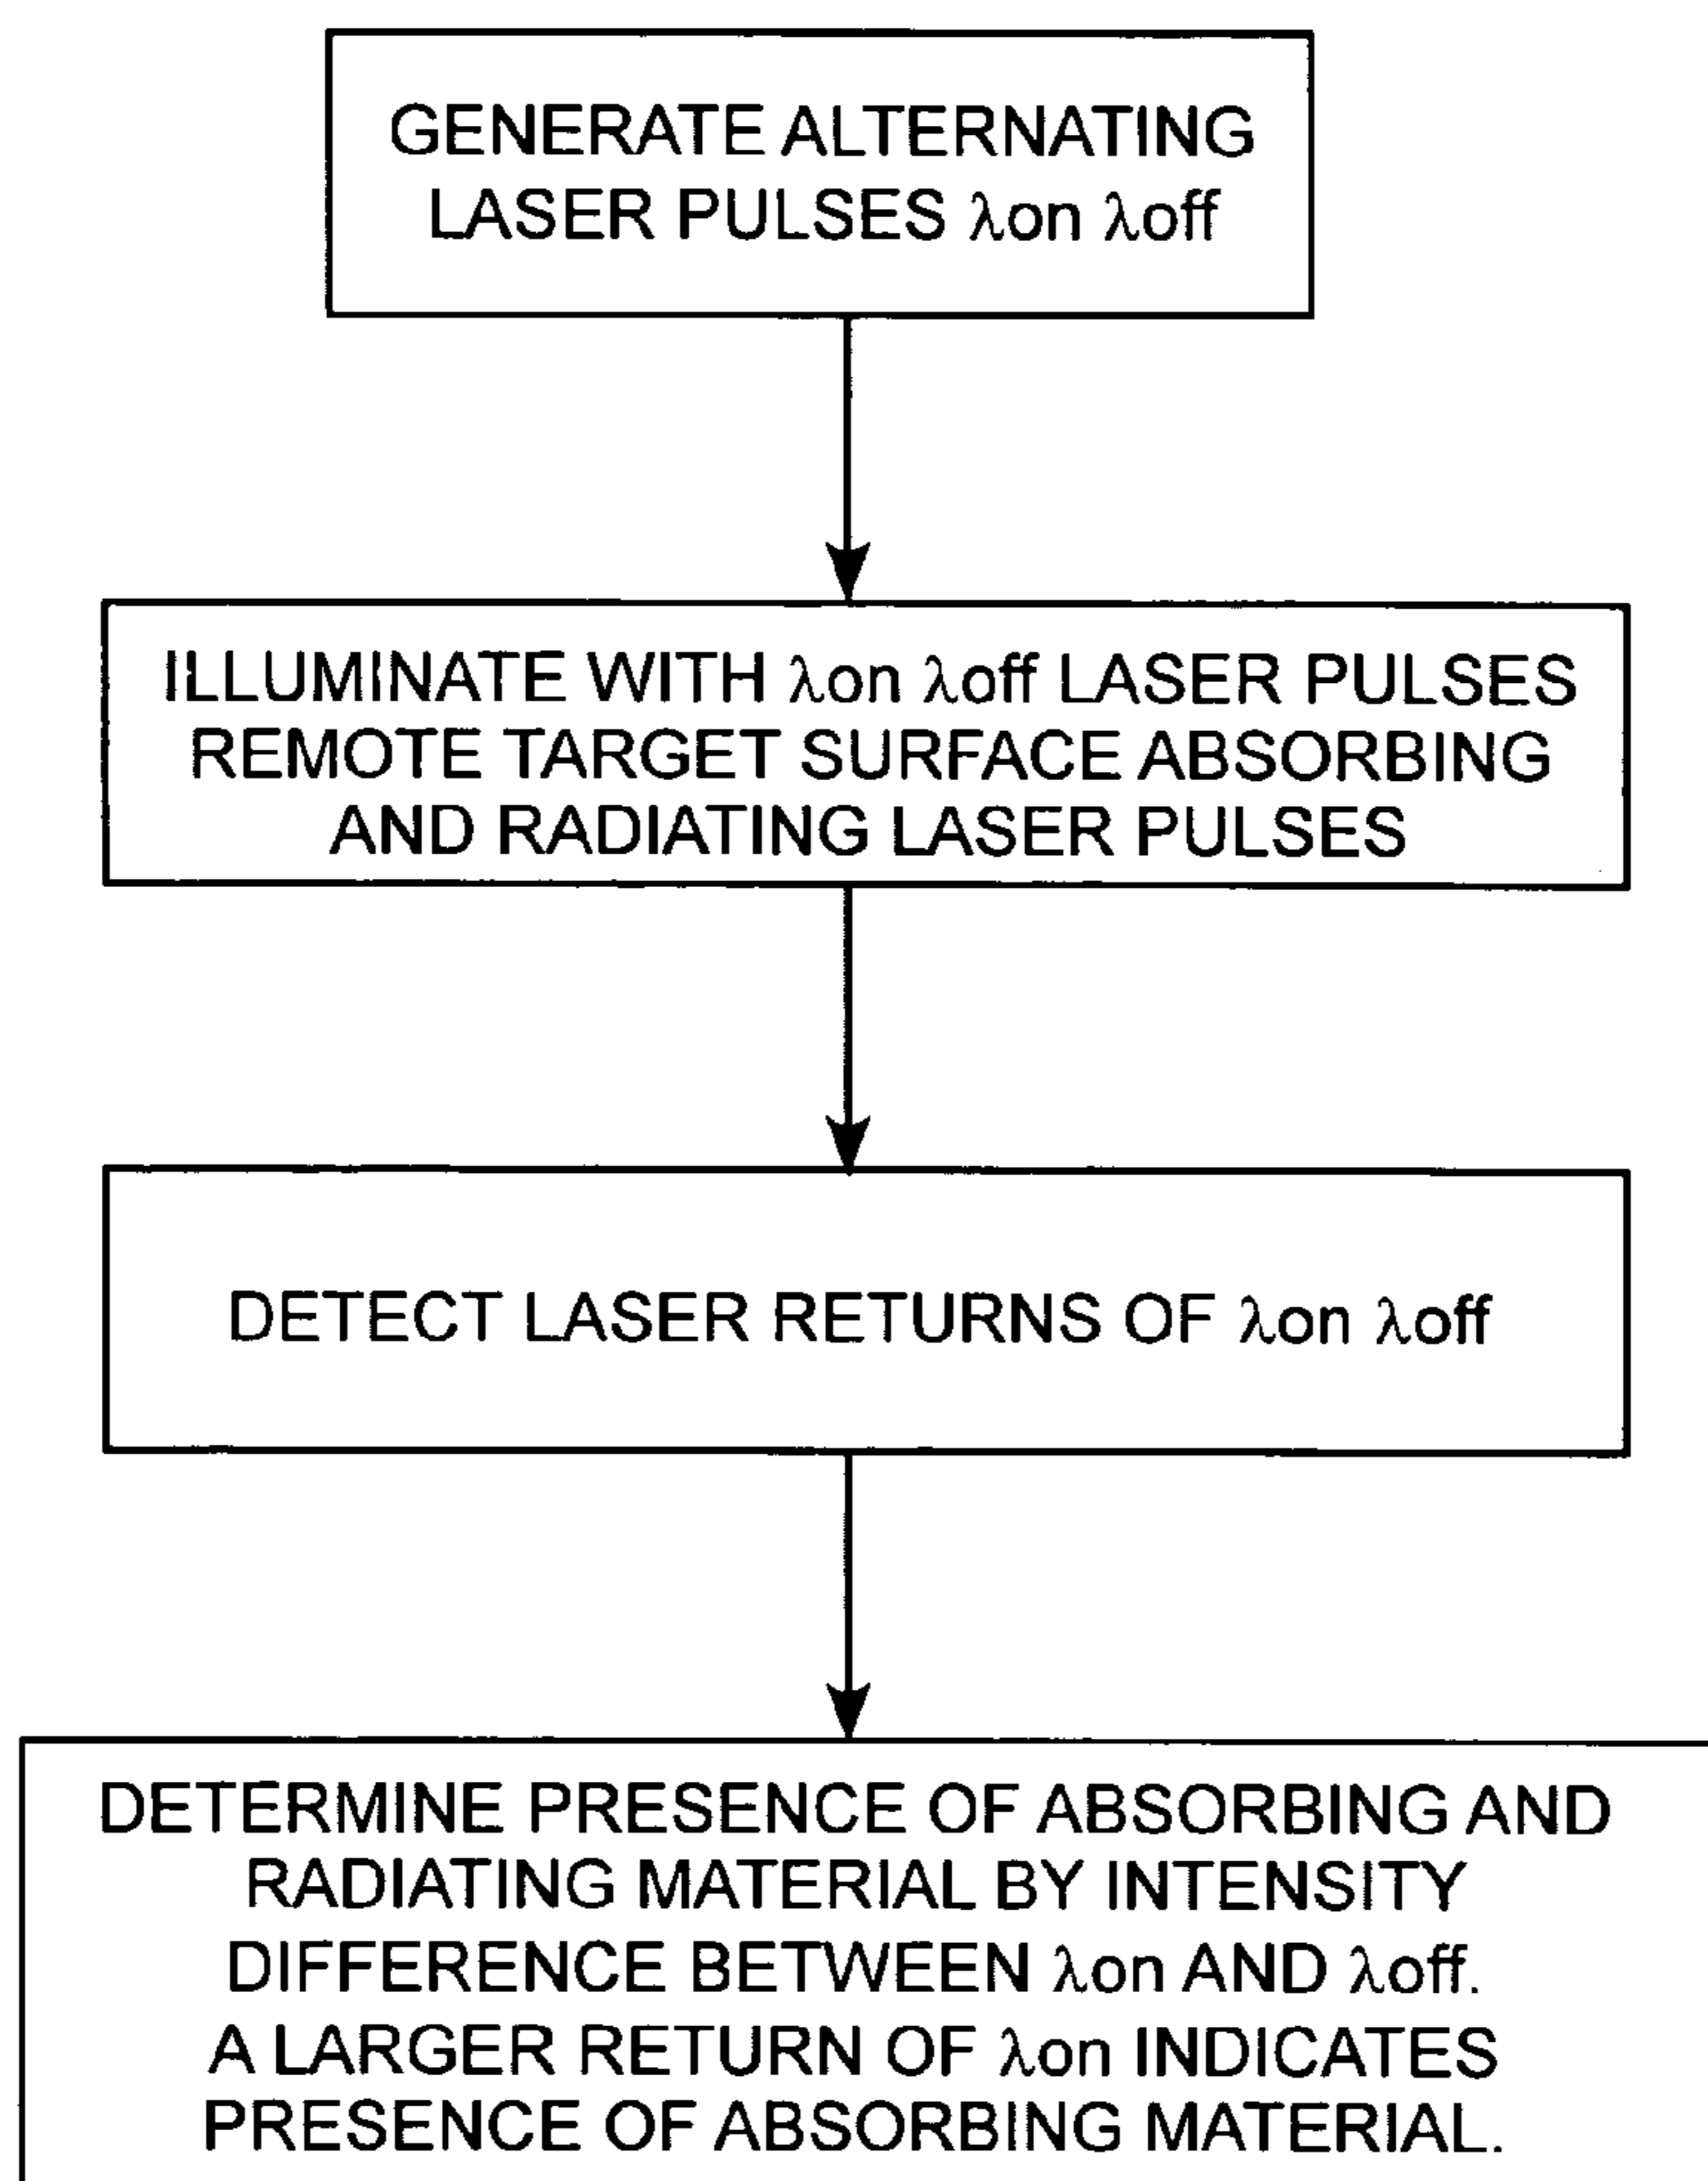 GENERATE ALTERNATING
LASER PULSES λon λoff
ILLUMINATE WITH λon λoff LASER PULSES
REMOTE TARGET SURFACE ABSORBING
AND RADIATING LASER PULSES
DETECT LASER RETURNS OF λon λoff
DETERMINE PRESENCE OF ABSORBING AND
RADIATING MATERIAL BY INTENSITY
DIFFERENCE BETWEEN λon AND λoff.
A LARGER RETURN OF λon INDICATES
PRESENCE OF ABSORBING MATERIAL.